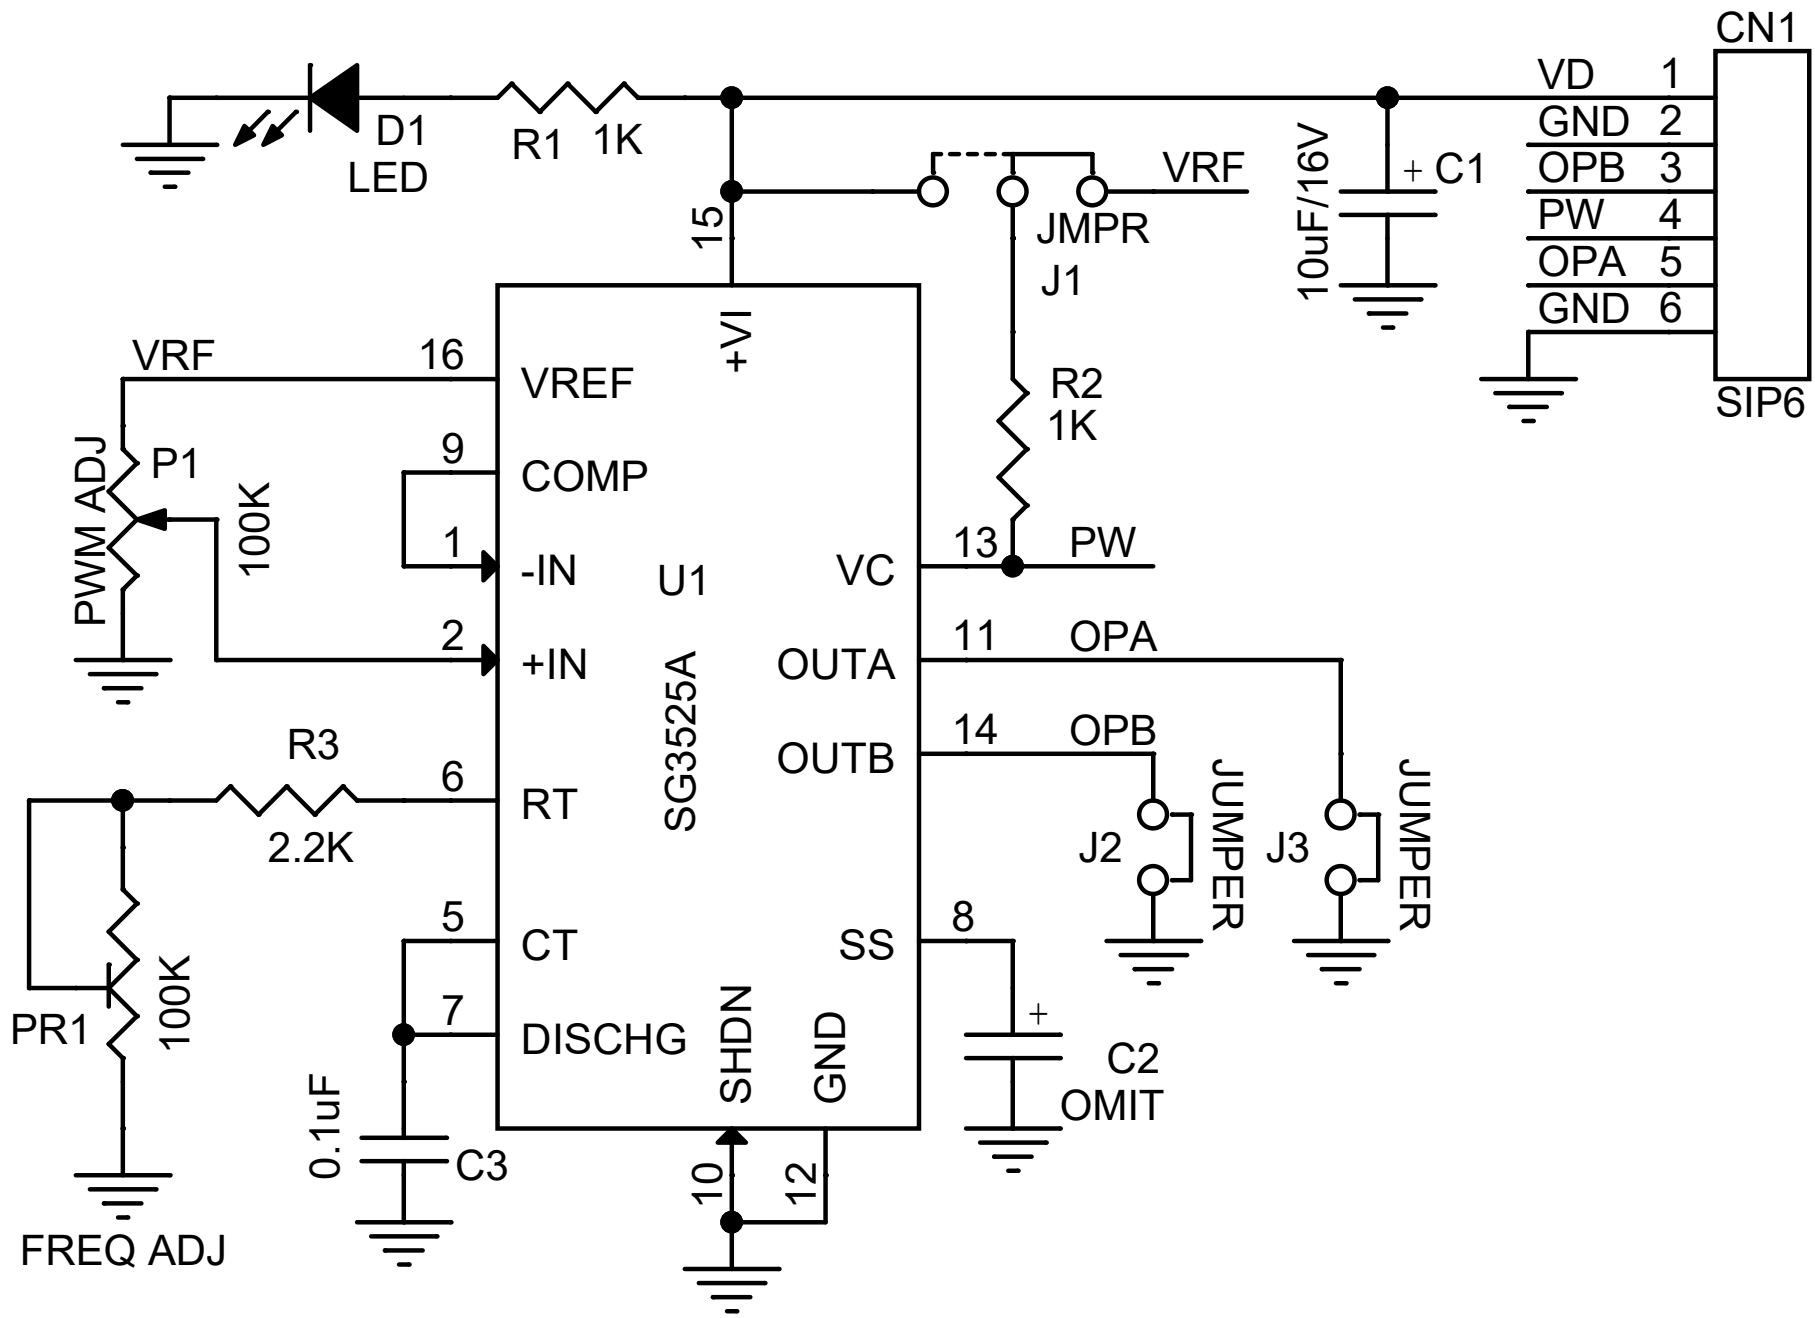 CN1
VD 1
GND 2
OPB 3
PW 4
OPA 5
GND 6
SIP6
D1
LED
R1 1K
15
JMPR
J1
VRF
10uF/16V
+ C1
VRF 16
VREF
+VI
PWM ADJ
P1
100K
9
COMP
1
-IN
2
+IN
U1
SG3525A
R2
1K
VC
13 PW
OUTA
11 OPA
OUTB
14 OPB
R3
2.2K
6
RT
PR1
100K
FREQ ADJ
5
CT
7
DISCHG
0.1uF
C3
SHDN
GND
10
12
SS
8
+
C2
OMIT
J2
JUMPER
J3
JUMPER